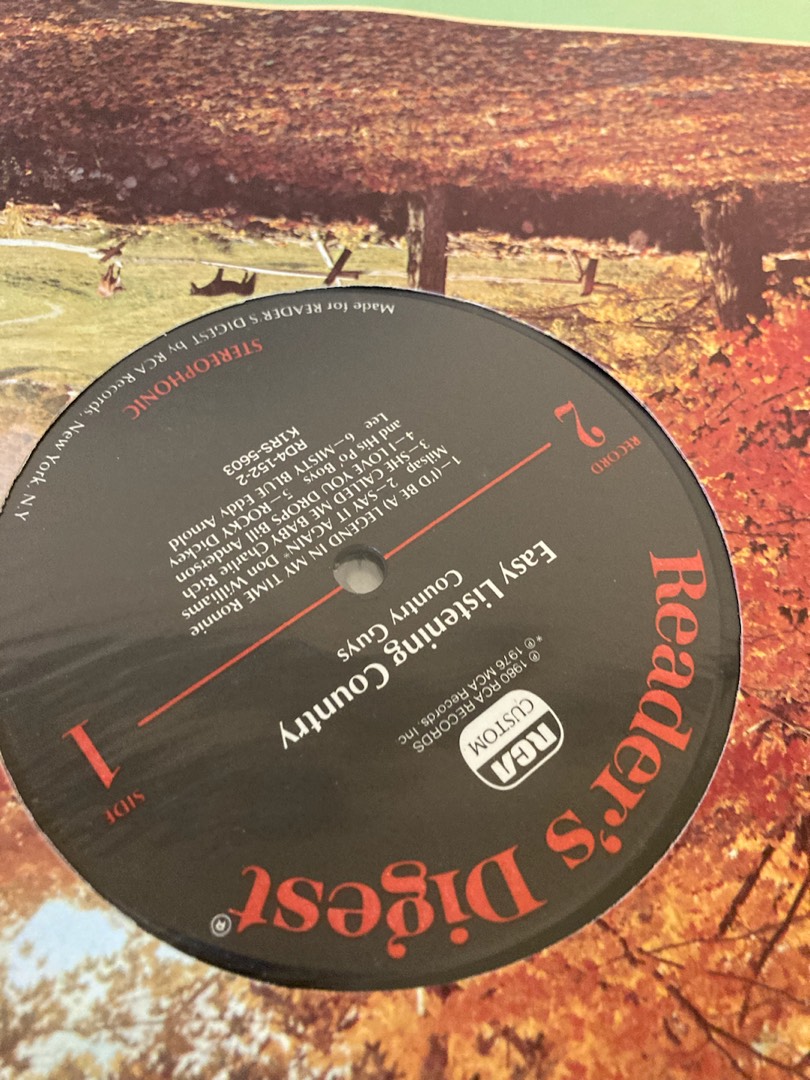 Reader's Digest®
RCA
CUSTOM
℗ 1980 RCA RECORDS
* ℗ 1976 MCA Records, Inc
Easy Listening Country
Country Guys
RECORD
2
SIDE
1
1—(I'D BE A) LEGEND IN MY TIME Ronnie
Milsap 2—SAY IT AGAIN* Don Williams
3—SHE CALLED ME BABY Charlie Rich
4—I LOVE YOU DROPS Bill Anderson
and His Po' Boys 5—ROCKY Dickey
Lee 6—MISTY BLUE Eddy Arnold
RD4-152-2
K1RS-5603
STEREOPHONIC
Made for READER'S DIGEST by RCA Records, New York, N.Y.